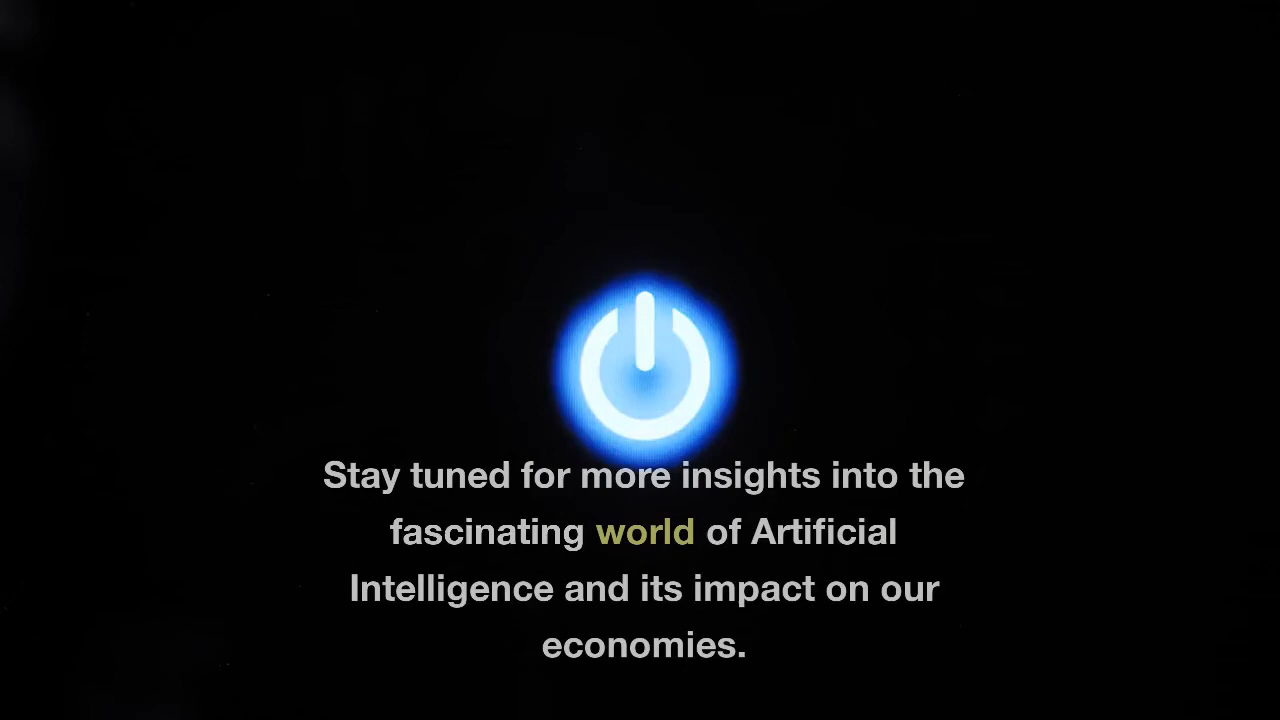 Stay tuned for more insights into the
fascinating world of Artificial
Intelligence and its impact on our
economies.